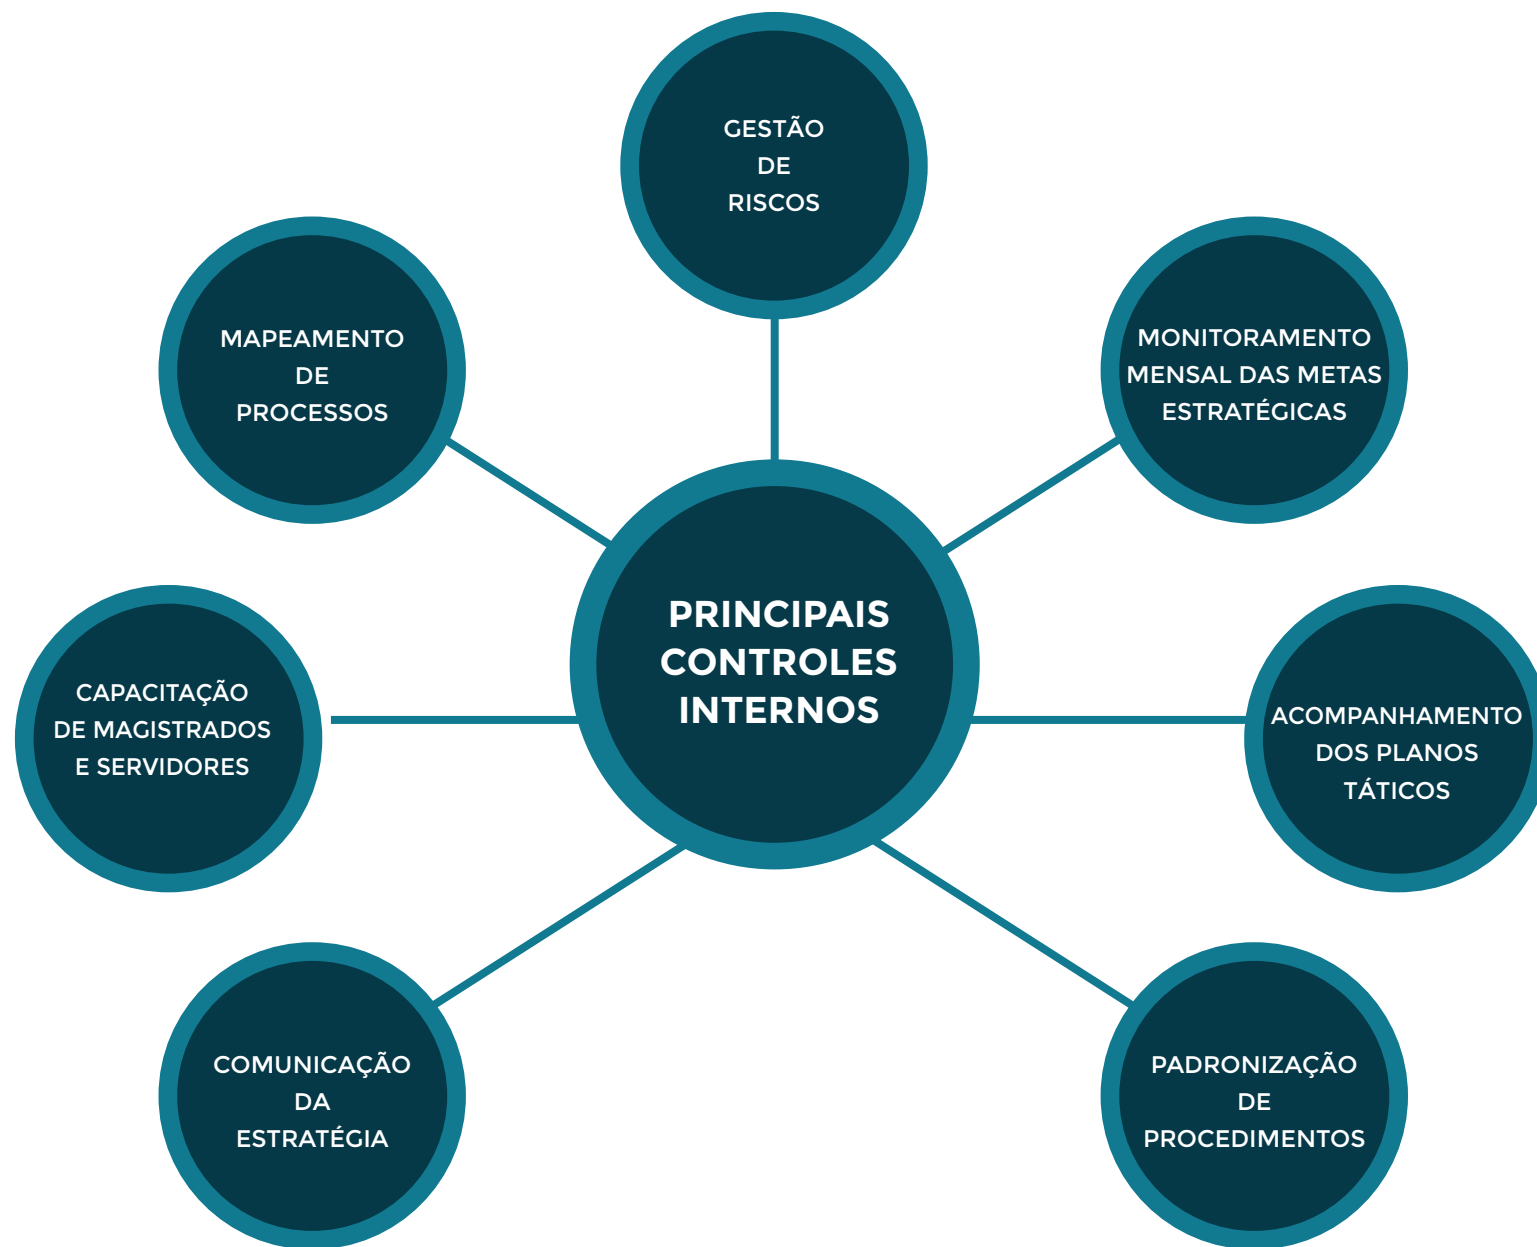 GESTÃO
DE
RISCOS
MAPEAMENTO
DE
PROCESSOS
MONITORAMENTO
MENSAL DAS METAS
ESTRATÉGICAS
PRINCIPAIS
CONTROLES
INTERNOS
CAPACITAÇÃO
DE MAGISTRADOS
E SERVIDORES
ACOMPANHAMENTO
DOS PLANOS
TÁTICOS
COMUNICAÇÃO
DA
ESTRATÉGIA
PADRONIZAÇÃO
DE
PROCEDIMENTOS